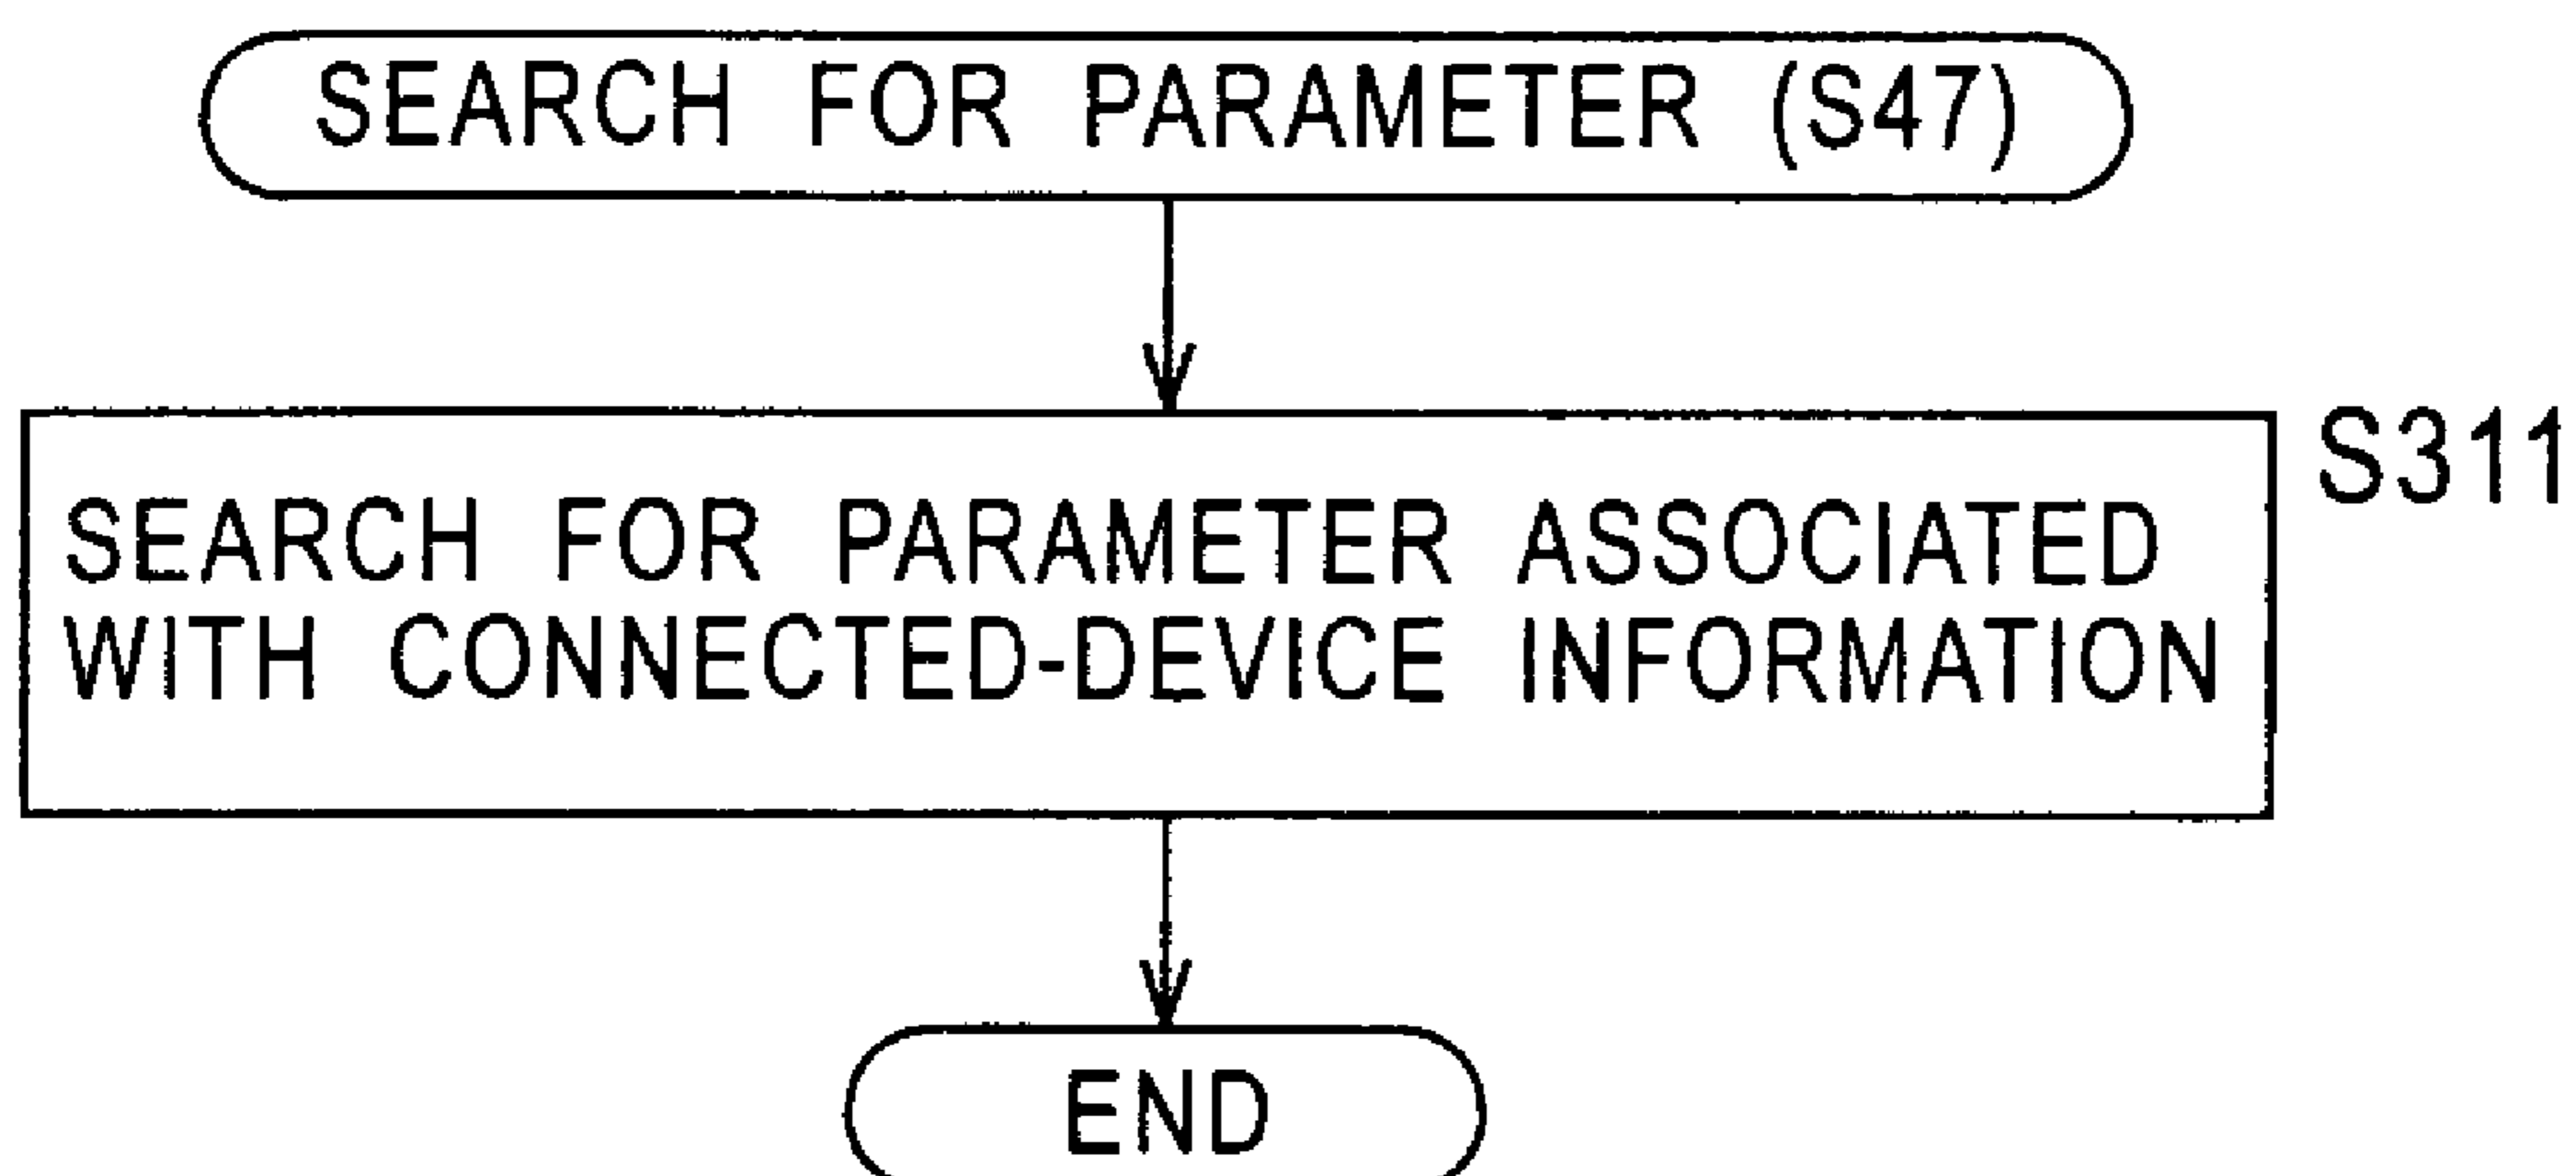 SEARCH FOR PARAMETER (S47)
S311
SEARCH FOR PARAMETER ASSOCIATED
WITH CONNECTED-DEVICE INFORMATION
END